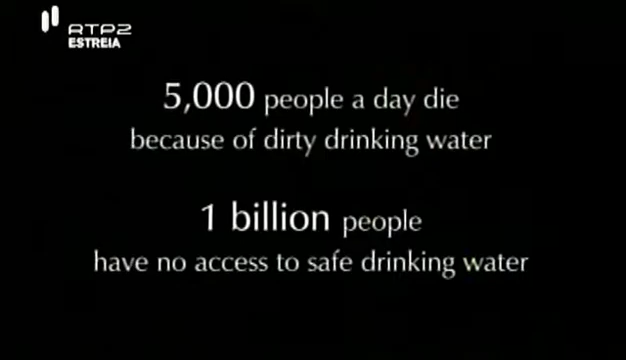 RTP2
ESTREIA
5,000 people a day die
because of dirty drinking water
1 billion people
have no access to safe drinking water